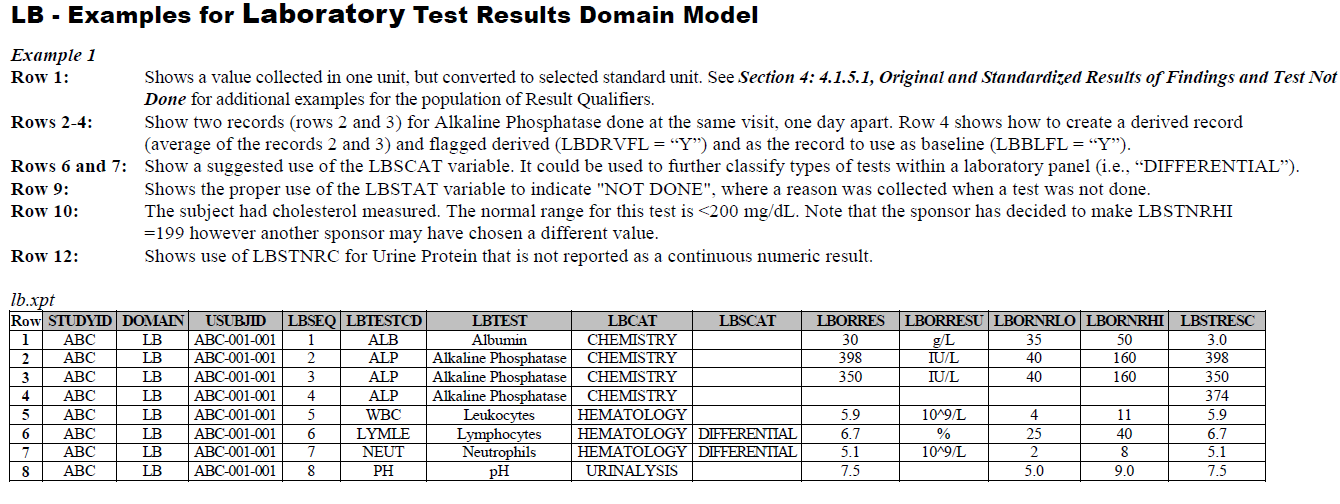 LB - Examples for Laboratory Test Results Domain Model
Example 1
Row 1: Shows a value collected in one unit, but converted to selected standard unit. See Section 4: 4.1.5.1, Original and Standardized Results of Findings and Test Not
Done for additional examples for the population of Result Qualifiers.
Rows 2-4: Show two records (rows 2 and 3) for Alkaline Phosphatase done at the same visit, one day apart. Row 4 shows how to create a derived record
(average of the records 2 and 3) and flagged derived (LBDRVFL = “Y”) and as the record to use as baseline (LBBLFL = “Y”).
Rows 6 and 7: Show a suggested use of the LBSCAT variable. It could be used to further classify types of tests within a laboratory panel (i.e., “DIFFERENTIAL”).
Row 9: Shows the proper use of the LBSTAT variable to indicate "NOT DONE", where a reason was collected when a test was not done.
Row 10: The subject had cholesterol measured. The normal range for this test is <200 mg/dL. Note that the sponsor has decided to make LBSTNRHI
=199 however another sponsor may have chosen a different value.
Row 12: Shows use of LBSTNRC for Urine Protein that is not reported as a continuous numeric result.
lb.xpt
Row STUDYID DOMAIN USUBJID LBSEQ LBTESTCD LBTEST LBCAT LBSCAT LBORRES LBORRESU LBORNRLO LBORNRHI LBSTRESC
1 ABC LB ABC-001-001 1 ALB Albumin CHEMISTRY 30 g/L 35 50 3.0
2 ABC LB ABC-001-001 2 ALP Alkaline Phosphatase CHEMISTRY 398 IU/L 40 160 398
3 ABC LB ABC-001-001 3 ALP Alkaline Phosphatase CHEMISTRY 350 IU/L 40 160 350
4 ABC LB ABC-001-001 4 ALP Alkaline Phosphatase CHEMISTRY 374
5 ABC LB ABC-001-001 5 WBC Leukocytes HEMATOLOGY 5.9 10^9/L 4 11 5.9
6 ABC LB ABC-001-001 6 LYMLE Lymphocytes HEMATOLOGY DIFFERENTIAL 6.7 % 25 40 6.7
7 ABC LB ABC-001-001 7 NEUT Neutrophils HEMATOLOGY DIFFERENTIAL 5.1 10^9/L 2 8 5.1
8 ABC LB ABC-001-001 8 PH pH URINALYSIS 7.5 5.0 9.0 7.5